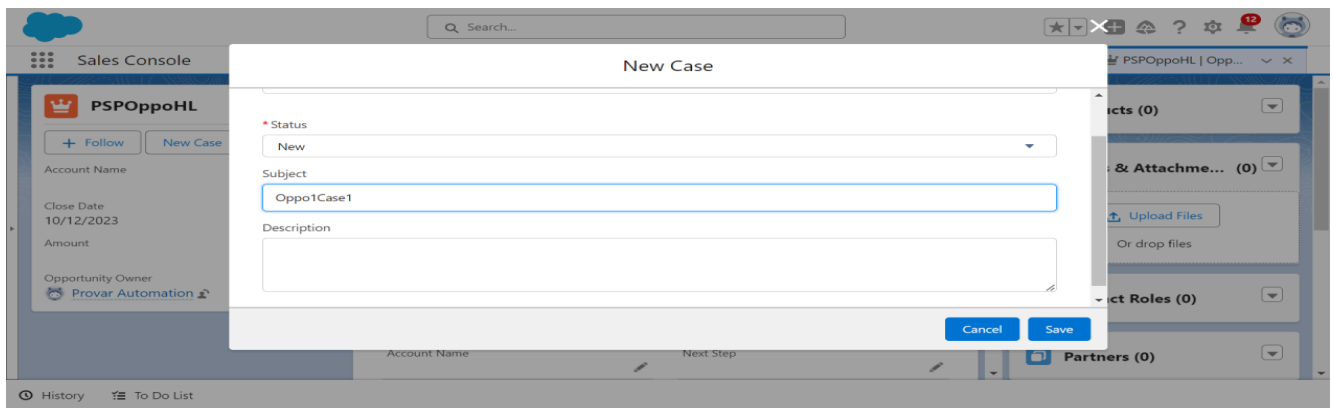 Search...
12
Sales Console
PSPOppoHL | Opp...
New Case
PSPOppoHL
+ Follow
New Case
Account Name
Close Date
10/12/2023
Amount
Opportunity Owner
Provar Automation
* Status
New
Subject
Oppo1Case1
Description
Cancel
Save
ucts (0)
& Attachme... (0)
Upload Files
Or drop files
ct Roles (0)
Partners (0)
Account Name
Next Step
History
To Do List